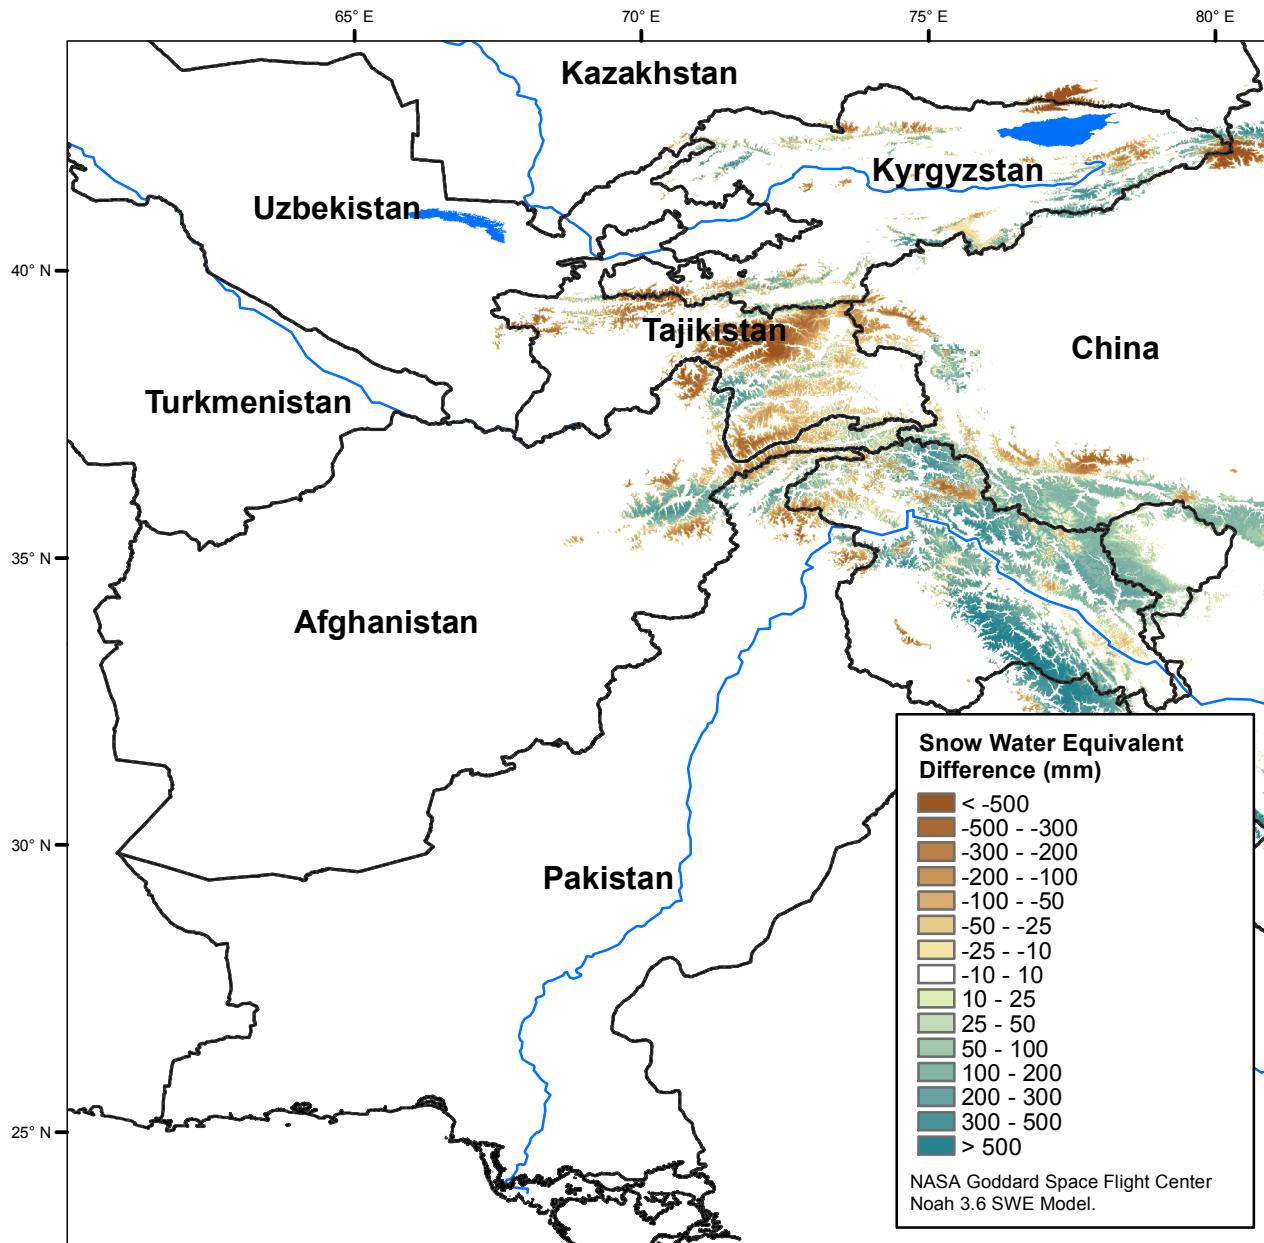 65° E
70° E
75° E
80° E
Kazakhstan
Kyrgyzstan
Uzbekistan
40° N
Tajikistan
China
Turkmenistan
35° N
Afghanistan
Snow Water Equivalent
Difference (mm)
< -500
-500 - -300
-300 - -200
-200 - -100
-100 - -50
-50 - -25
-25 - -10
-10 - 10
10 - 25
25 - 50
50 - 100
100 - 200
200 - 300
300 - 500
> 500
NASA Goddard Space Flight Center
Noah 3.6 SWE Model.
30° N
Pakistan
25° N